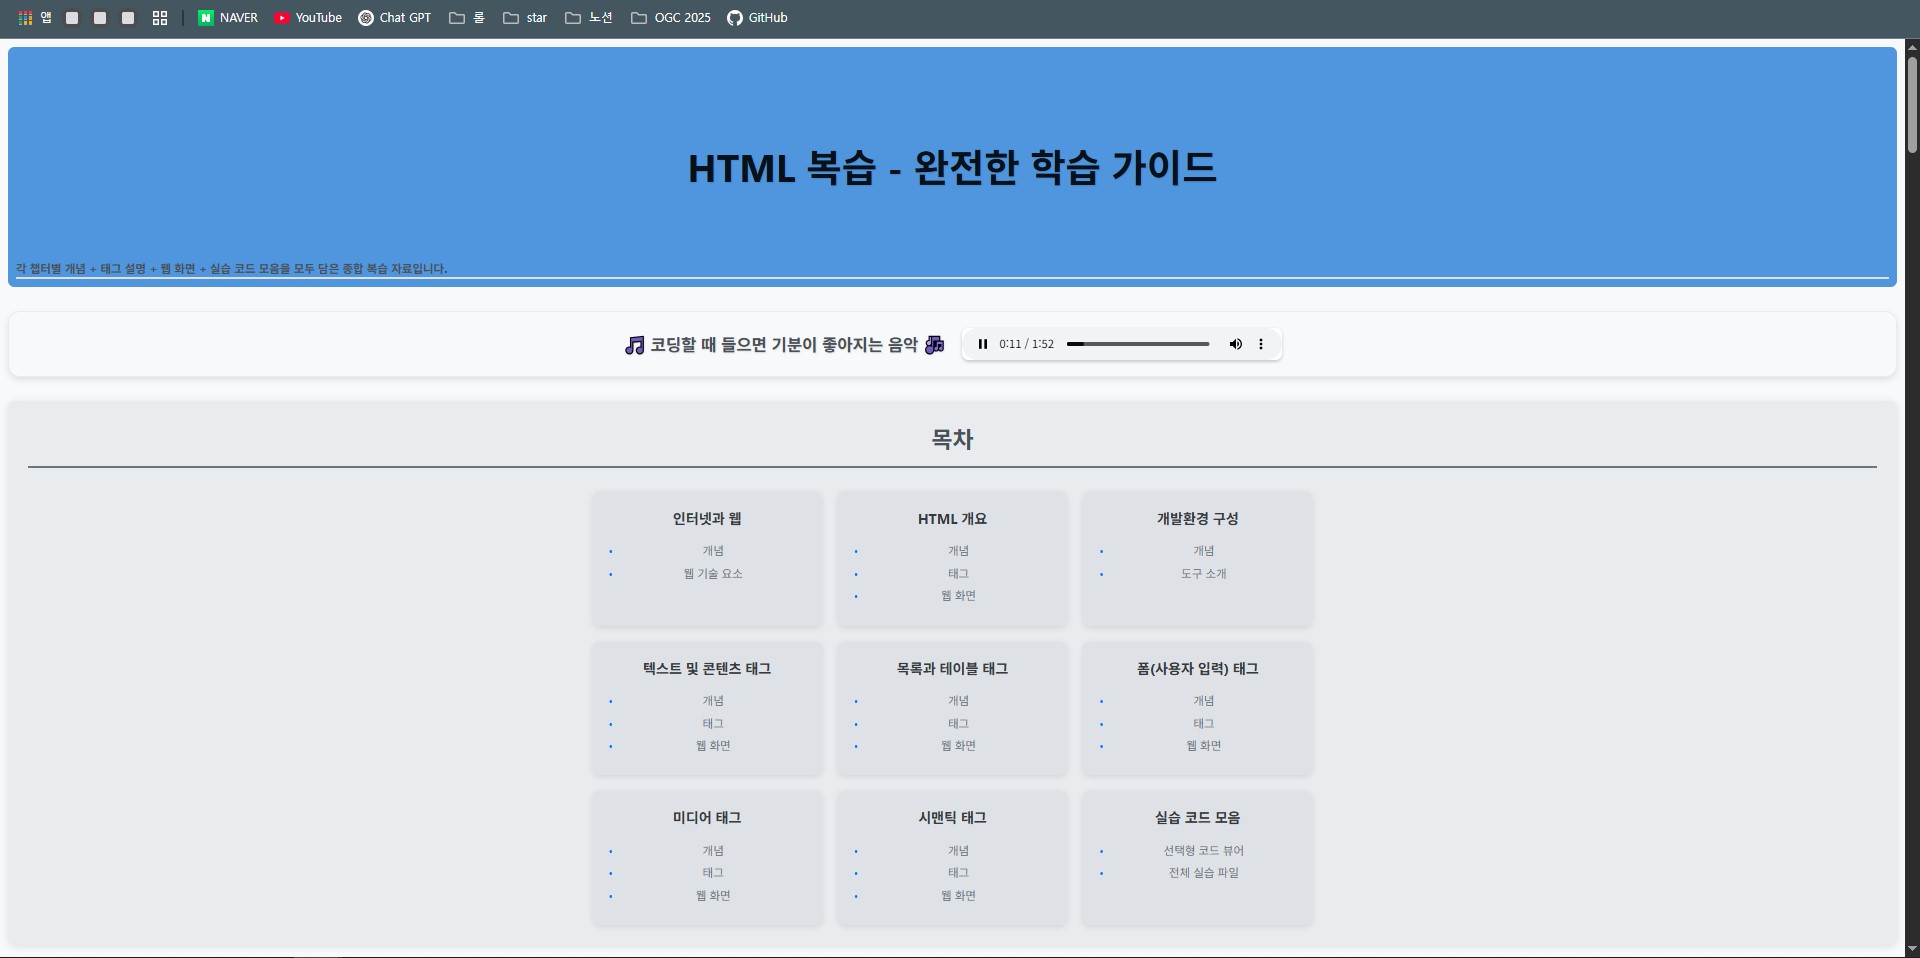 앱 NAVER YouTube Chat GPT 롤 star 노션 OGC 2025 GitHub
HTML 복습 - 완전한 학습 가이드
각 챕터별 개념 + 태그 설명 + 웹 화면 + 실습 코드 모음을 모두 담은 종합 복습 자료입니다.
🎵 코딩할 때 들으면 기분이 좋아지는 음악 0:11 / 1:52
목차
인터넷과 웹
• 개념
• 웹 기술 요소
HTML 개요
• 개념
• 태그
• 웹 화면
개발환경 구성
• 개념
• 도구 소개
텍스트 및 콘텐츠 태그
• 개념
• 태그
• 웹 화면
목록과 테이블 태그
• 개념
• 태그
• 웹 화면
폼(사용자 입력) 태그
• 개념
• 태그
• 웹 화면
미디어 태그
• 개념
• 태그
• 웹 화면
시맨틱 태그
• 개념
• 태그
• 웹 화면
실습 코드 모음
• 선택형 코드 뷰어
• 전체 실습 파일